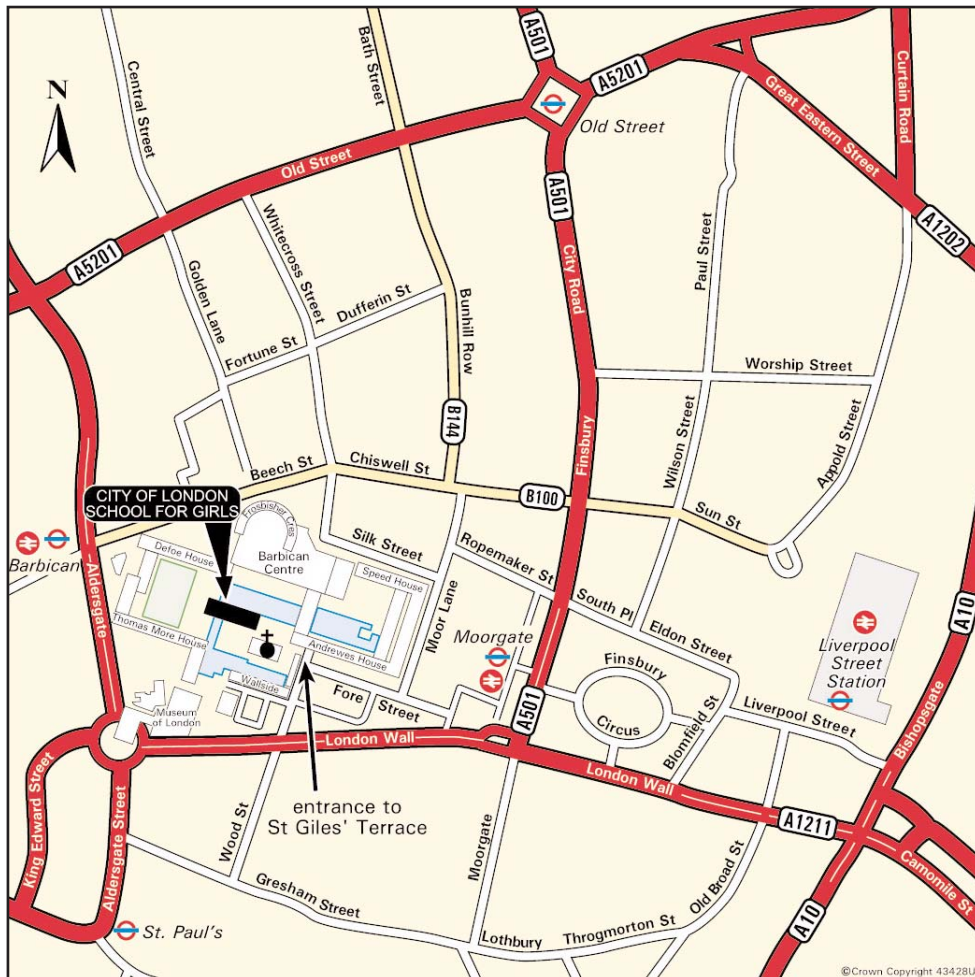 N
Central Street
Bath Street
A501
A5201
Old Street
Great Eastern Street
Curtain Road
Old Street
A501
A1202
Whitecross Street
City Road
Paul Street
A5201
Golden Lane
Dufferin St
Bunhill Row
Fortune St
Worship Street
B144
Finsbury
Wilson Street
Appold Street
Beech St
Chiswell St
B100
Sun St
CITY OF LONDON
SCHOOL FOR GIRLS
Frosbisher Cres
Silk Street
Ropemaker St
Barbican
Defoe House
Barbican
Centre
Speed House
South Pl
Aldersgate
Moor Lane
A10
Thomas More House
Andrewes House
Moorgate
Eldon Street
Liverpool
Street
Station
Finsbury
Circus
Wallside
Fore
Street
Blomfield St
Liverpool Street
Bishopsgate
Museum
of London
A501
London Wall
London Wall
entrance to
St Giles' Terrace
A1211
King Edward Street
Aldersgate Street
Wood St
Moorgate
Old Broad St
Camomile St
Gresham Street
A10
St. Paul's
Lothbury
Throgmorton St
©Crown Copyright 43428U